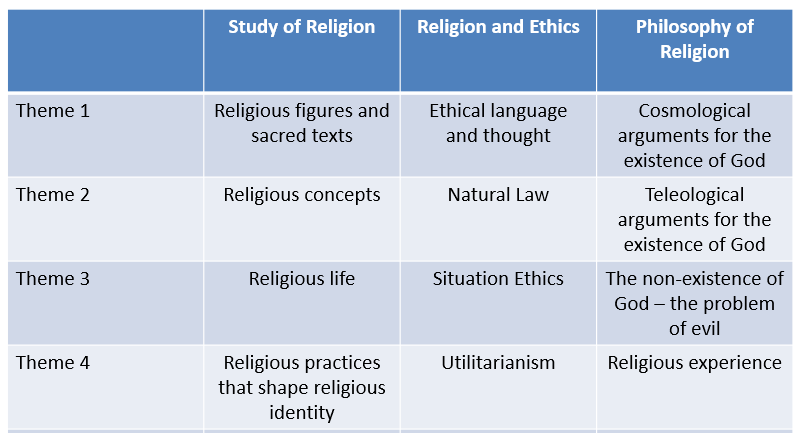 Study of Religion
Religion and Ethics
Philosophy of
Religion
Theme 1
Religious figures and
sacred texts
Ethical language
and thought
Cosmological
arguments for the
existence of God
Theme 2
Religious concepts
Natural Law
Teleological
arguments for the
existence of God
Theme 3
Religious life
Situation Ethics
The non-existence of
God – the problem
of evil
Theme 4
Religious practices
that shape religious
identity
Utilitarianism
Religious experience